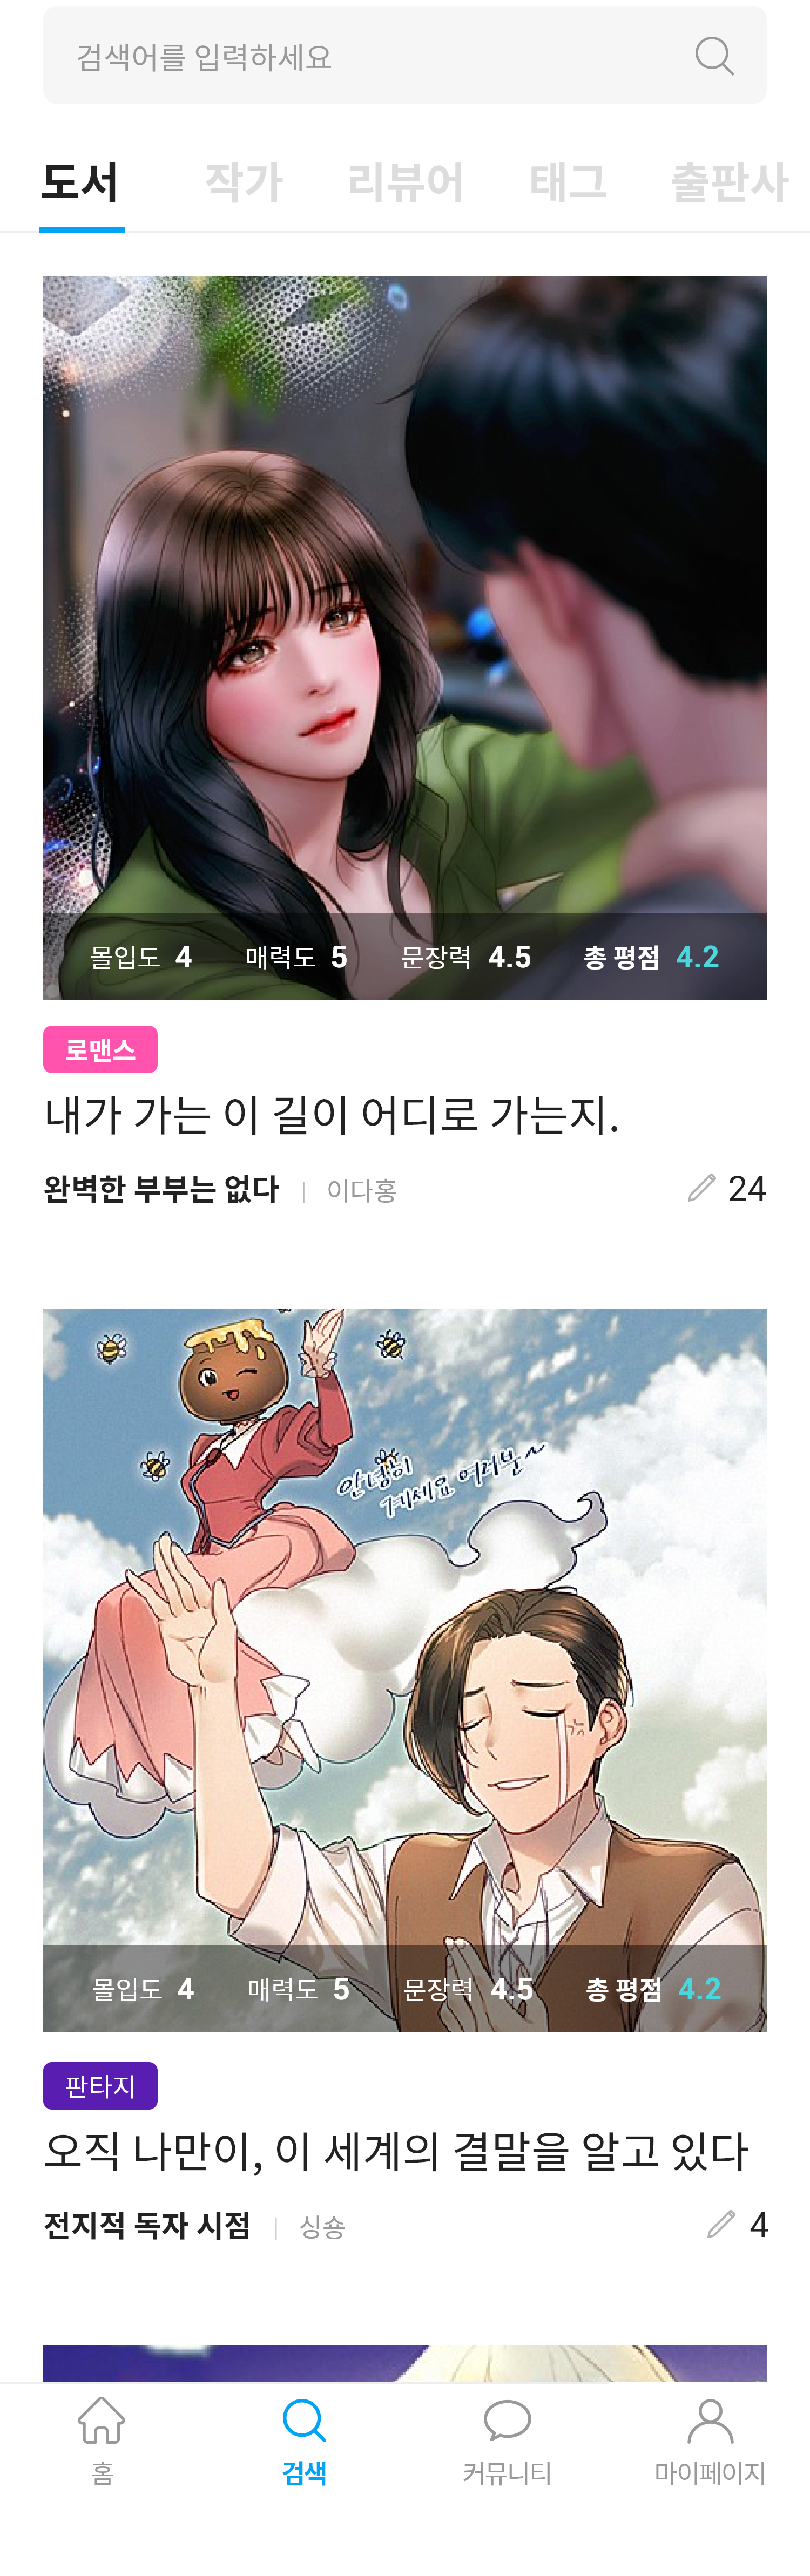 검색어를 입력하세요
도서 작가 리뷰어 태그 출판사
몰입도 4 매력도 5 문장력 4.5 총 평점 4.2
로맨스
내가 가는 이 길이 어디로 가는지.
완벽한 부부는 없다 | 이다홍 24
안녕히
계세요 여러분~
몰입도 4 매력도 5 문장력 4.5 총 평점 4.2
판타지
오직 나만이, 이 세계의 결말을 알고 있다
전지적 독자 시점 | 싱숑 4
홈 검색 커뮤니티 마이페이지